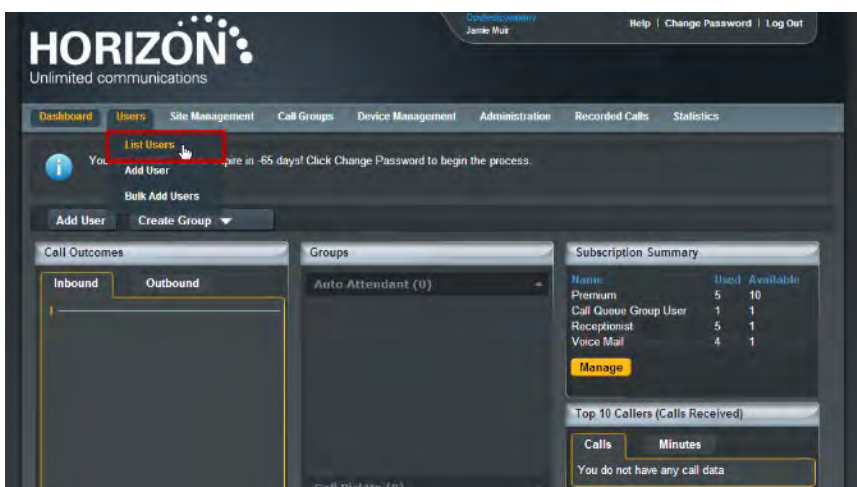 Jamie Muir
Help | Change Password | Log Out
HORIZON
Unlimited communications
Dashboard Users Site Management Call Groups Device Management Administration Recorded Calls Statistics
List Users
You pire in -65 days! Click Change Password to begin the process.
Add User
Bulk Add Users
Add User Create Group
Call Outcomes Groups Subscription Summary
Inbound Outbound
Auto Attendant (0)
Name Used Available
Premium 5 10
Call Queue Group User 1 1
Receptionist 5 1
Voice Mail 4 1
Manage
Top 10 Callers (Calls Received)
Calls Minutes
You do not have any call data
Call PickUp (0)